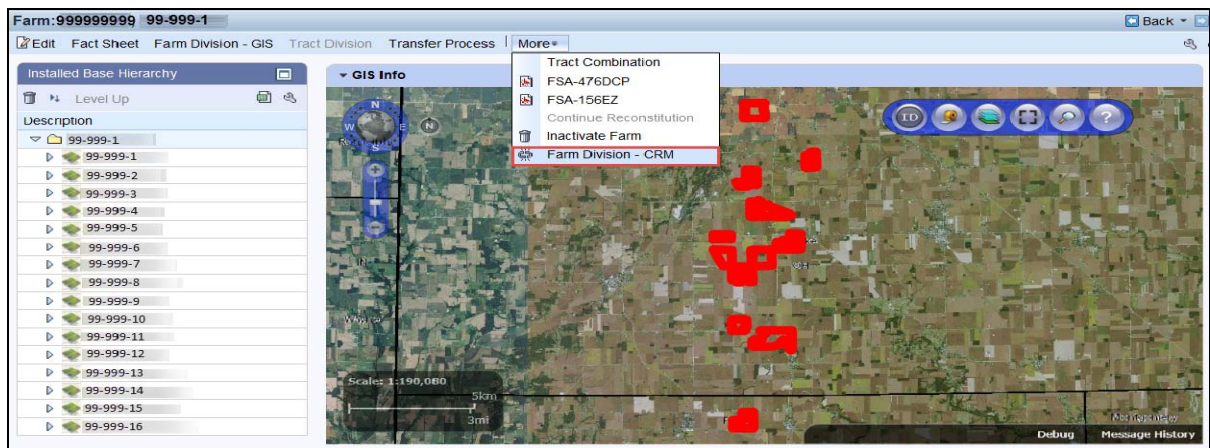 Farm:999999999 99-999-1
Back
Edit Fact Sheet Farm Division - GIS Tract Division Transfer Process More
Installed Base Hierarchy
Level Up
Description
99-999-1
99-999-1
99-999-2
99-999-3
99-999-4
99-999-5
99-999-6
99-999-7
99-999-8
99-999-9
99-999-10
99-999-11
99-999-12
99-999-13
99-999-14
99-999-15
99-999-16
GIS Info
Tract Combination
FSA-476DCP
FSA-156EZ
Continue Reconstitution
Inactivate Farm
Farm Division - CRM
N
W
E
S
N
ID
?
Scale: 1:190,080
5km
3mi
Debug Message History